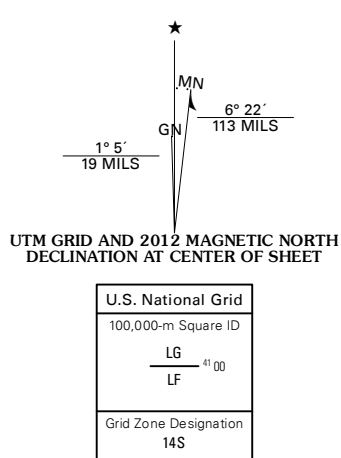 ★
MN
GN
6° 22´
113 MILS
1° 5´
19 MILS
UTM GRID AND 2012 MAGNETIC NORTH
DECLINATION AT CENTER OF SHEET
U.S. National Grid
100,000-m Square ID
LG
41 00
LF
Grid Zone Designation
14S